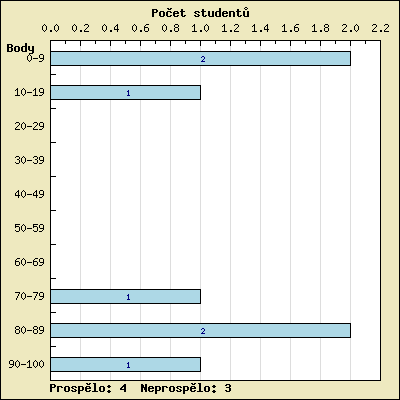 Počet studentů
0.0 0.2 0.4 0.6 0.8 1.0 1.2 1.4 1.6 1.8 2.0 2.2
Body
0-9 2
10-19 1
20-29
30-39
40-49
50-59
60-69
70-79 1
80-89 2
90-100 1
Prospělo: 4 Neprospělo: 3